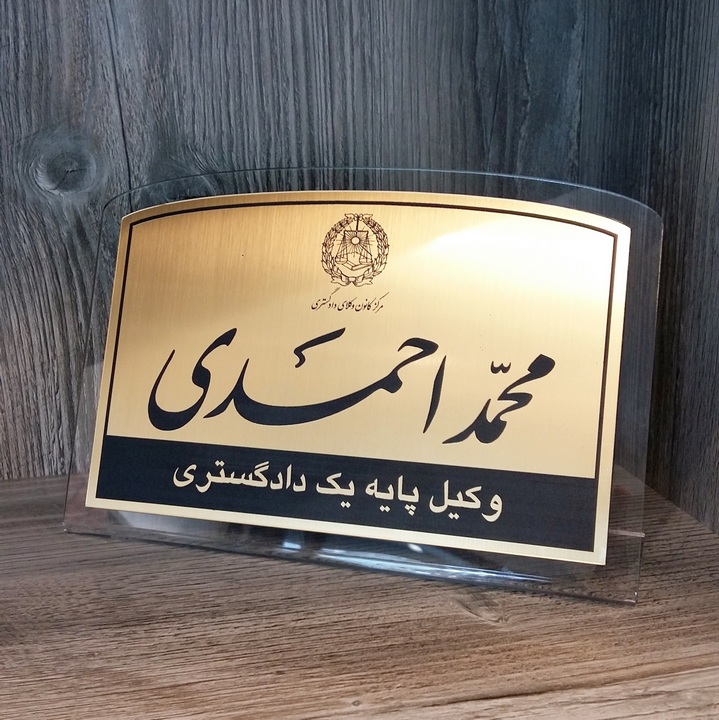 مرکز کانون وکلای دادگستری
محمّد احمدی
وکیل پایه یک دادگستری